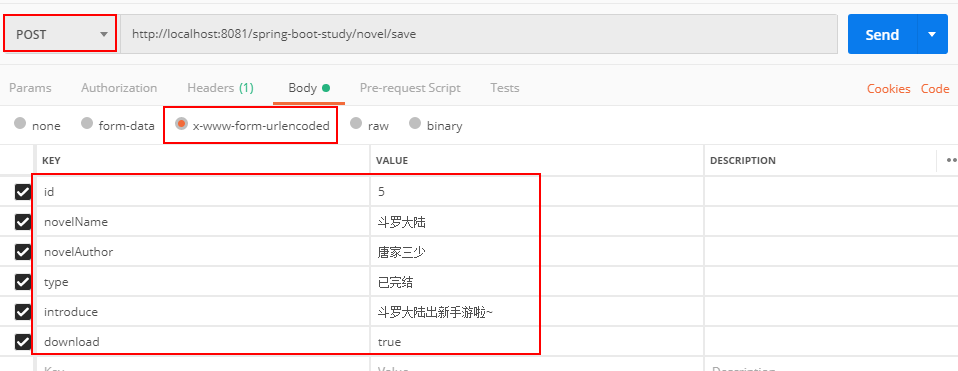 POST http://localhost:8081/spring-boot-study/novel/save Send
Params Authorization Headers (1) Body Pre-request Script Tests Cookies Code
none form-data x-www-form-urlencoded raw binary
KEY VALUE DESCRIPTION
id 5
novelName 斗罗大陆
novelAuthor 唐家三少
type 已完结
introduce 斗罗大陆出新手游啦~
download true
Key Value Description